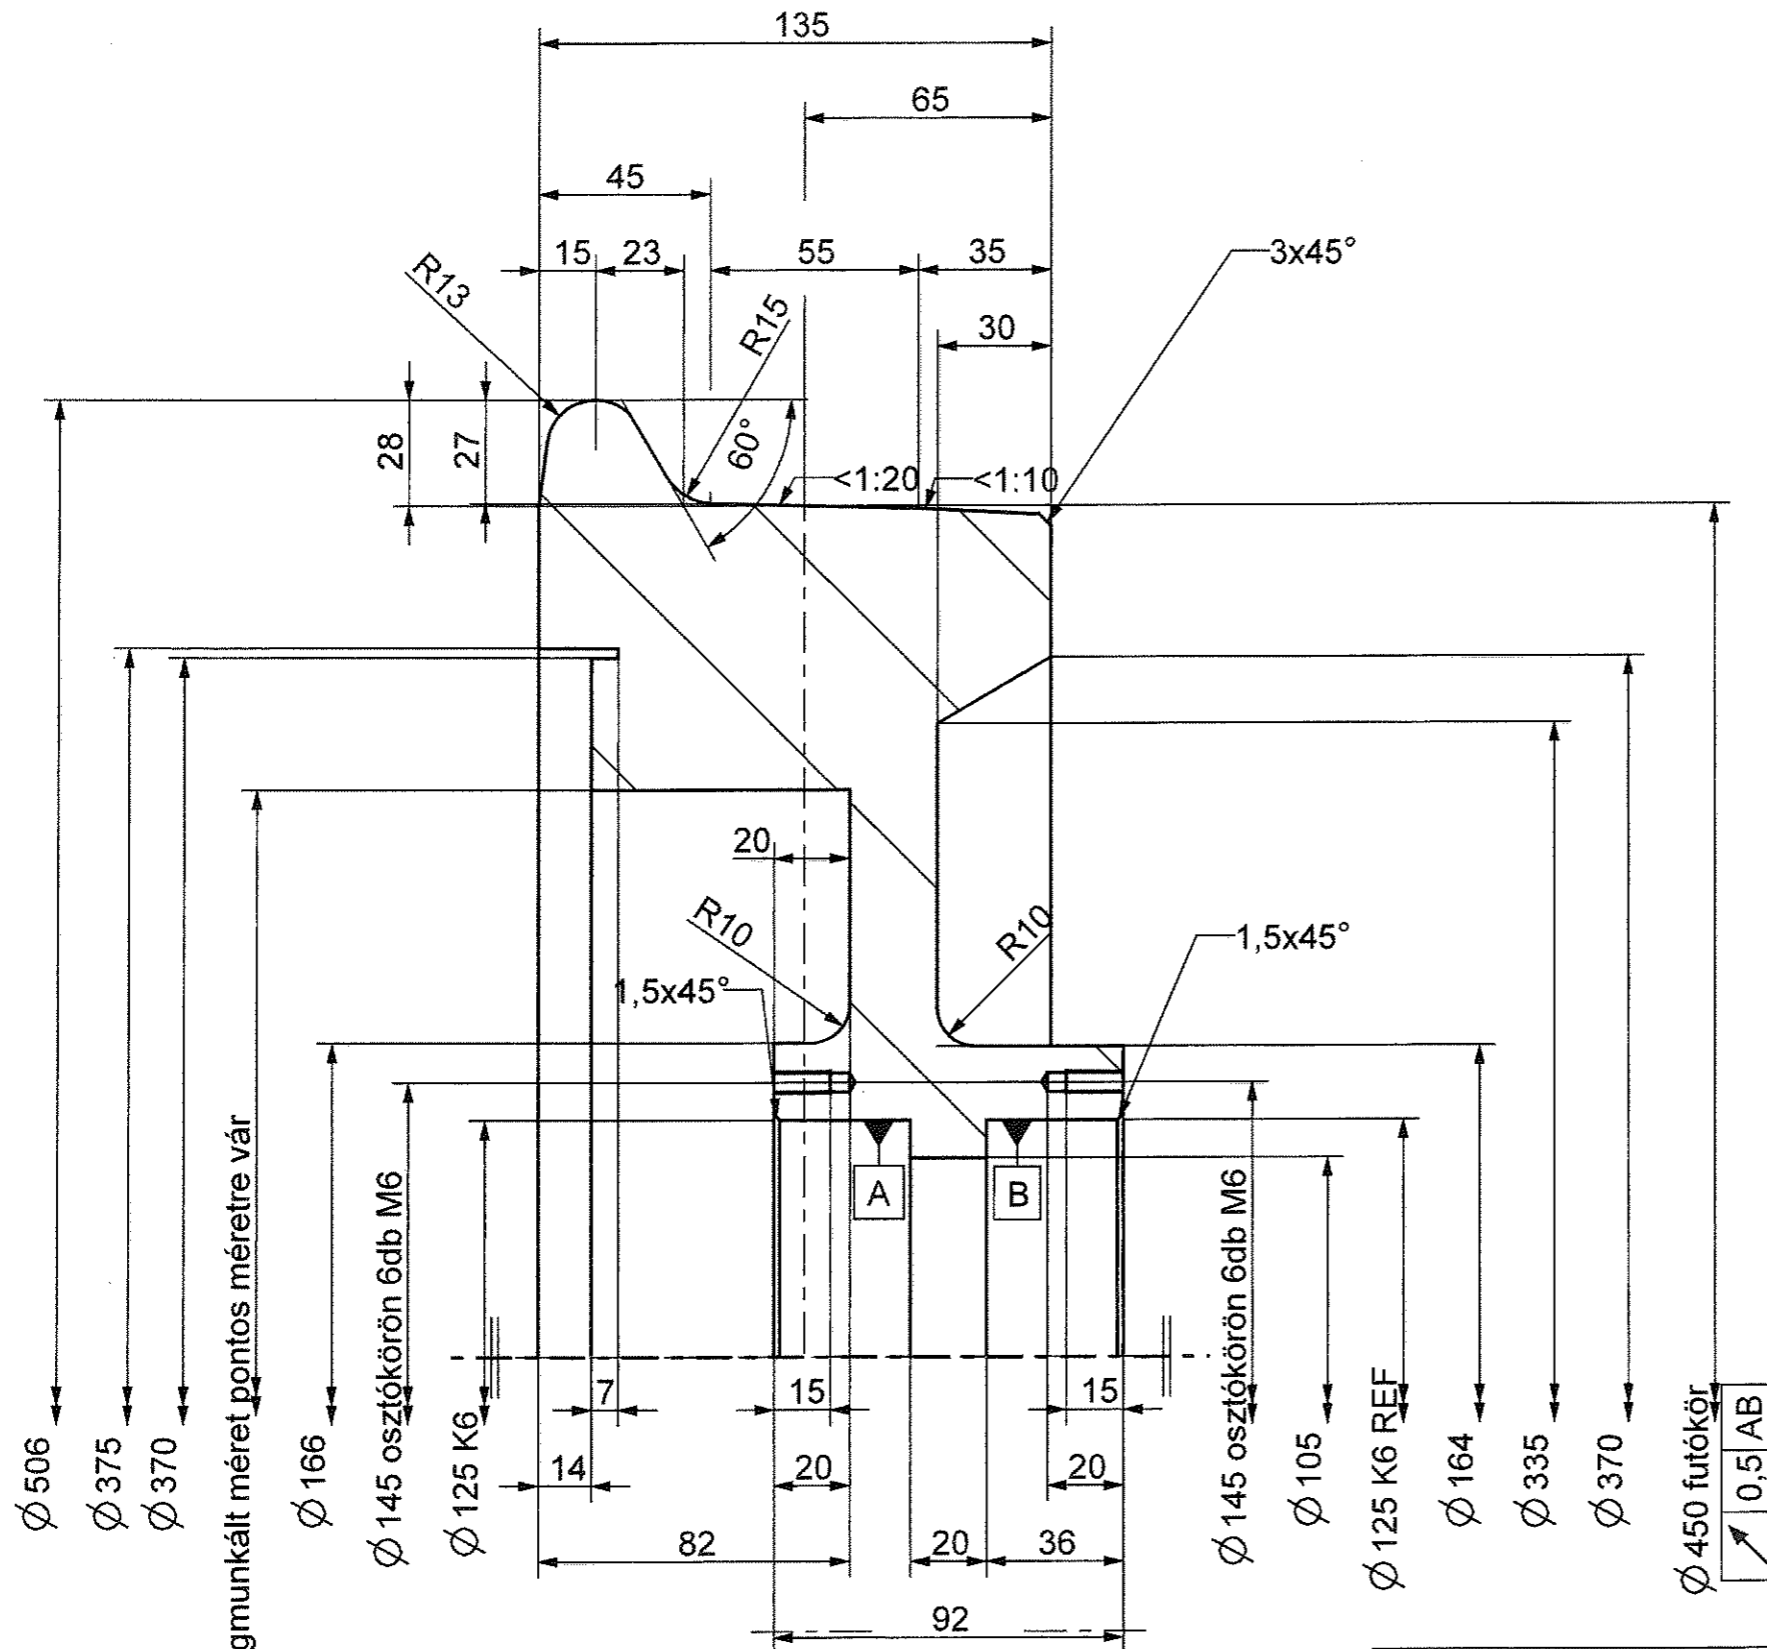 135
65
45
15
23
55
35
3x45°
R13
R15
30
28
27
60°
<1:20
<1:10
20
R10
R10
1,5x45°
1,5x45°
A
B
7
15
15
14
20
20
82
20
36
92
Ø506
Ø375
Ø370
gmunkált méret pontos méretre vár
Ø166
Ø145 osztókörön 6db M6
Ø125 K6
Ø145 osztókörön 6db M6
Ø105
Ø125 K6 REF
Ø164
Ø335
Ø370
Ø450 futókör
0,5 AB